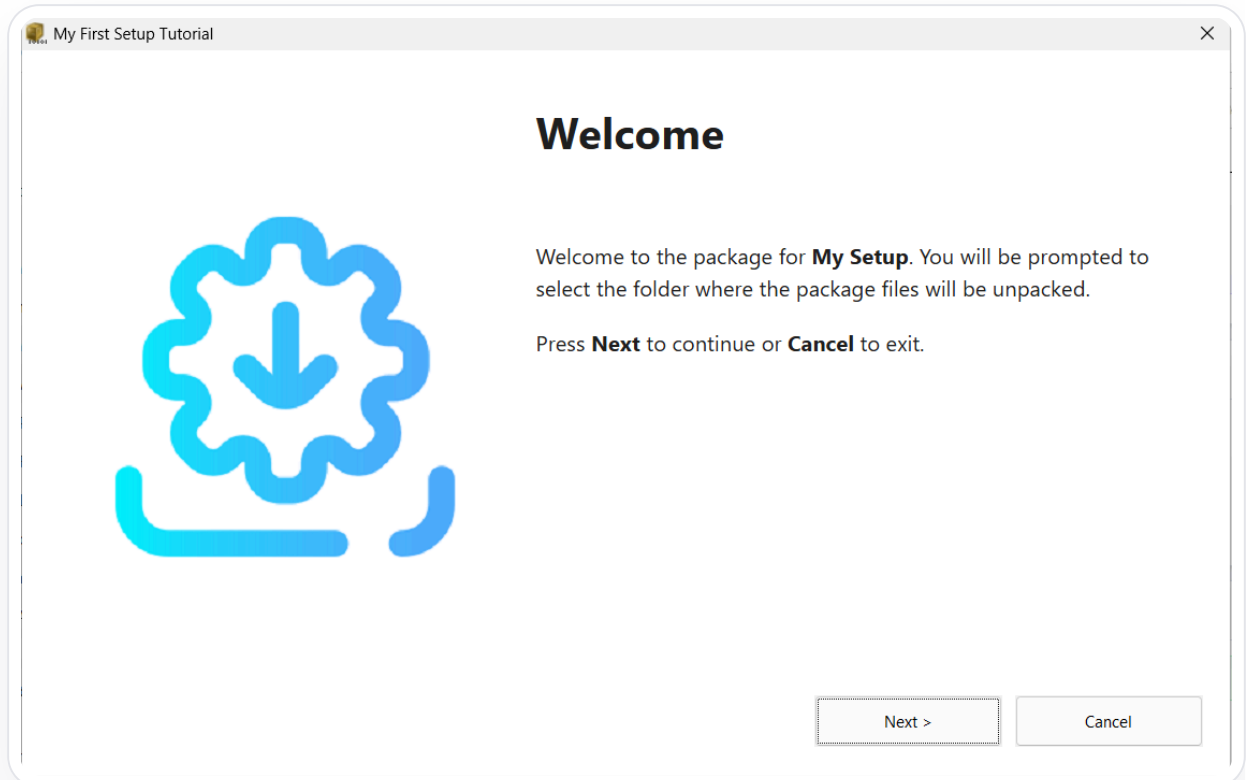 My First Setup Tutorial
Welcome
Welcome to the package for My Setup. You will be prompted to
select the folder where the package files will be unpacked.
Press Next to continue or Cancel to exit.
Next >
Cancel